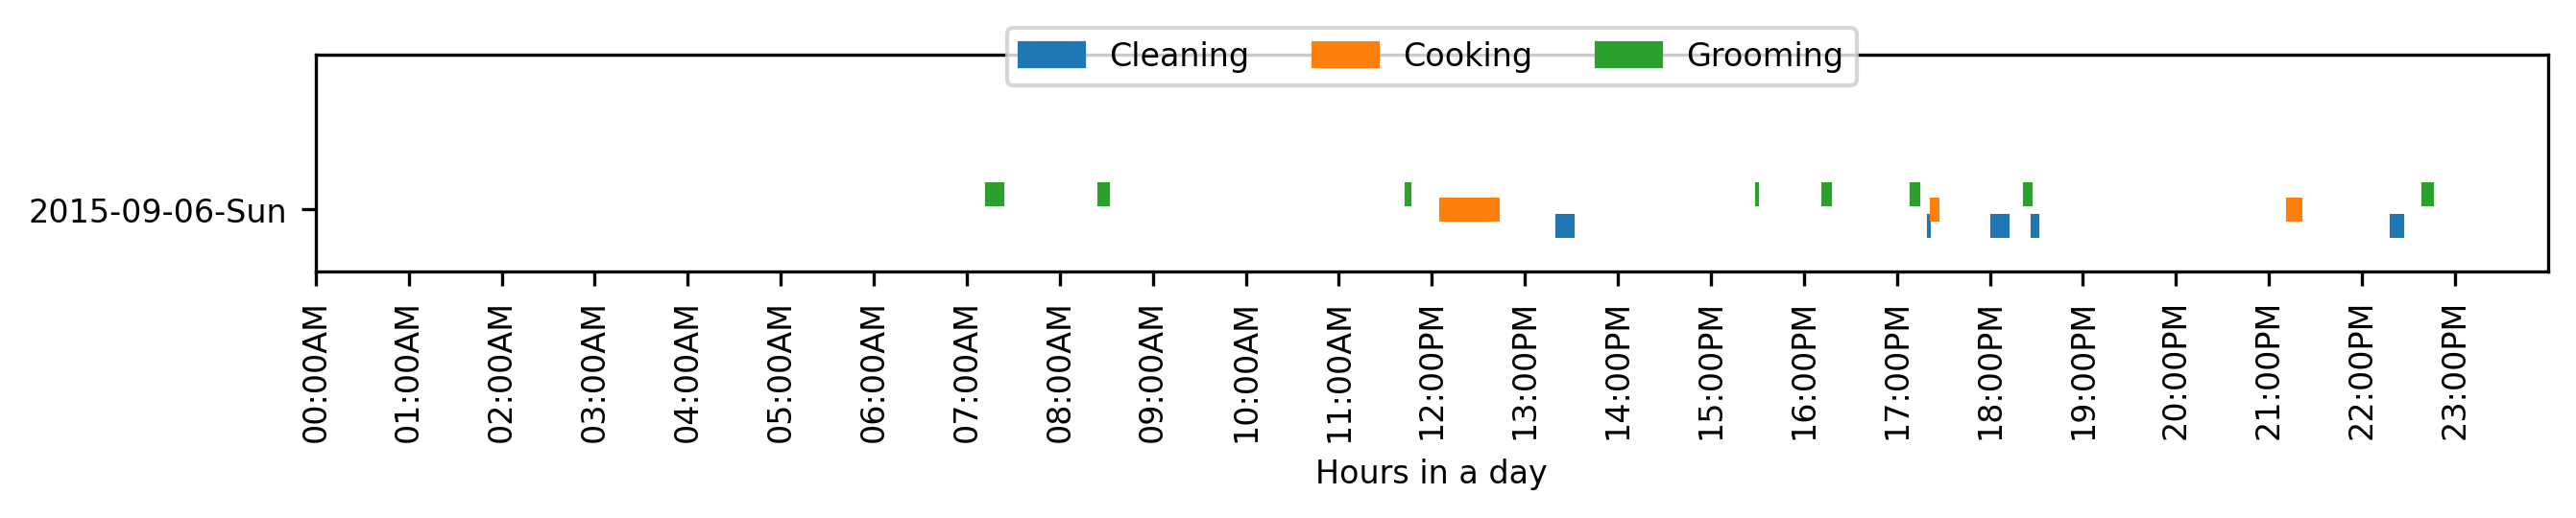 Cleaning Cooking Grooming
2015-09-06-Sun
00:00AM
01:00AM
02:00AM
03:00AM
04:00AM
05:00AM
06:00AM
07:00AM
08:00AM
09:00AM
10:00AM
11:00AM
12:00PM
13:00PM
14:00PM
15:00PM
16:00PM
17:00PM
18:00PM
19:00PM
20:00PM
21:00PM
22:00PM
23:00PM
Hours in a day